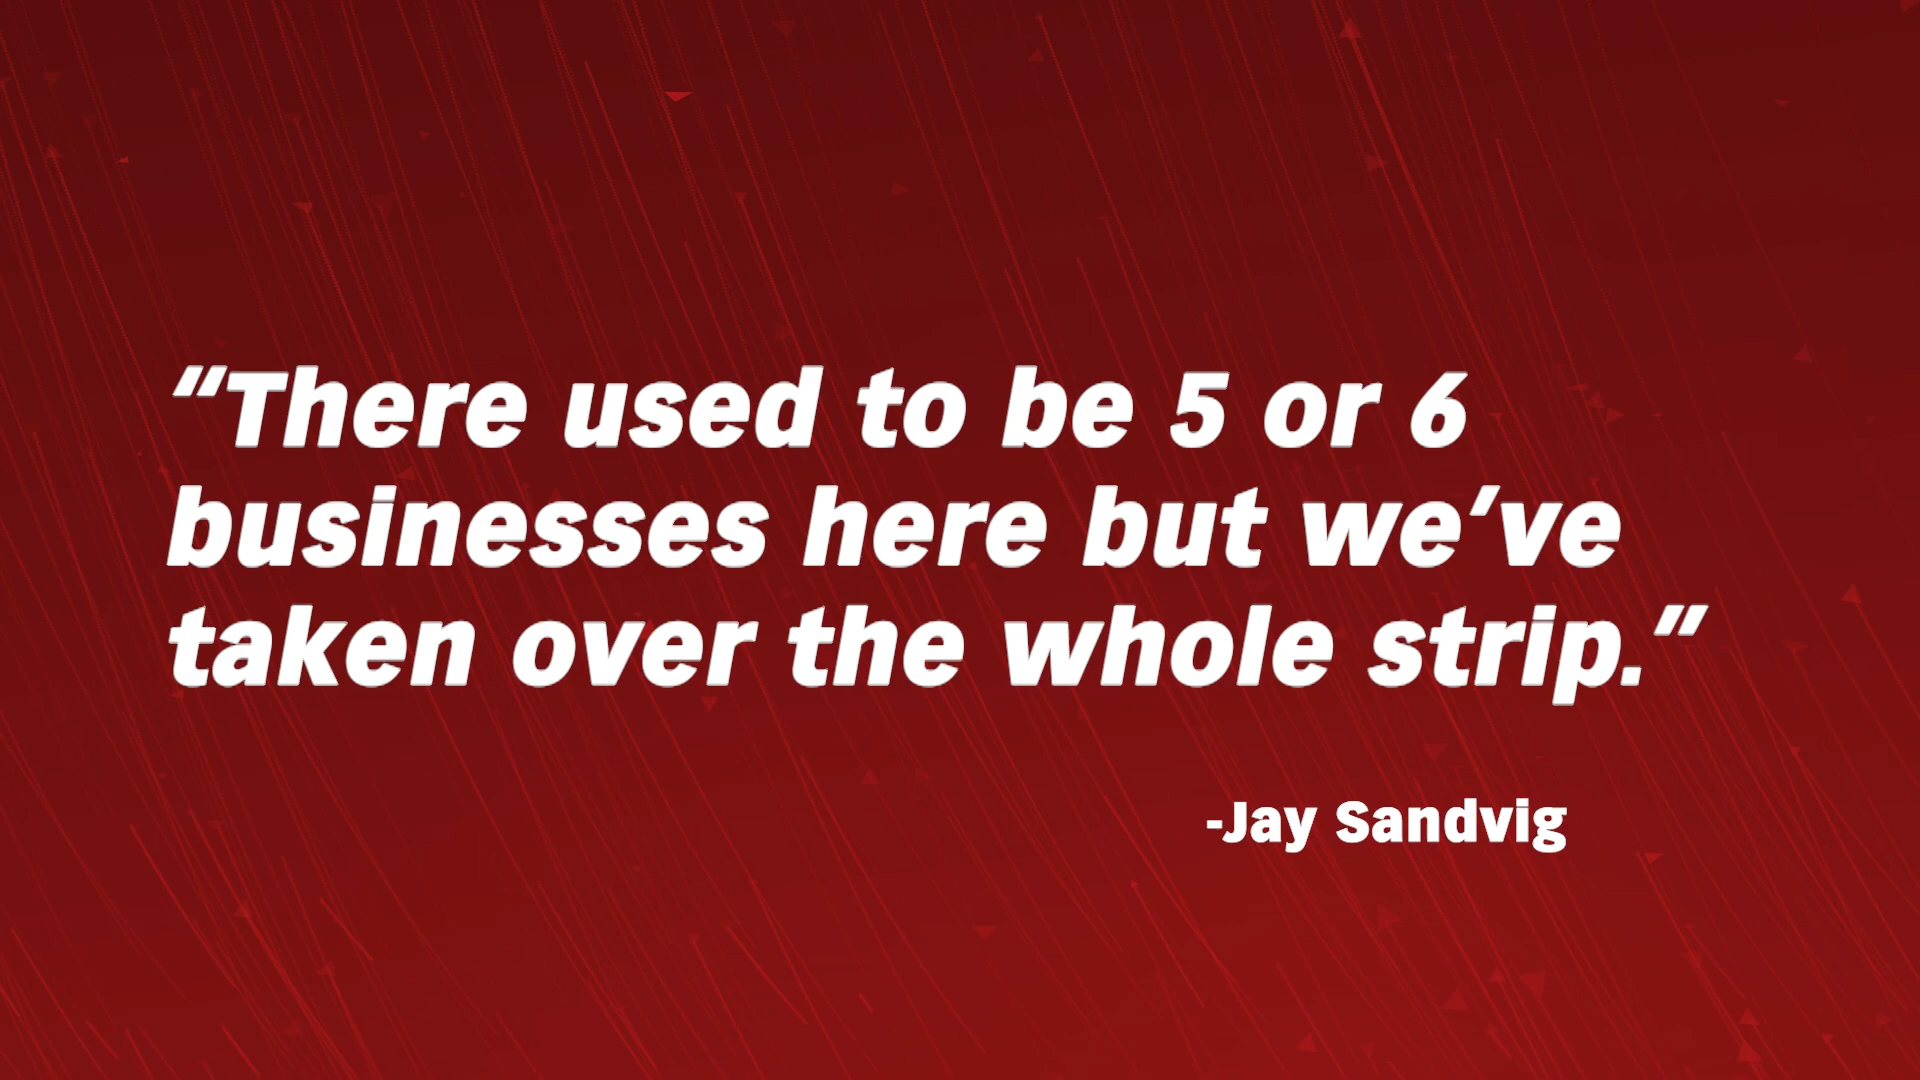 “There used to be 5 or 6
businesses here but we’ve
taken over the whole strip.”
-Jay Sandvig